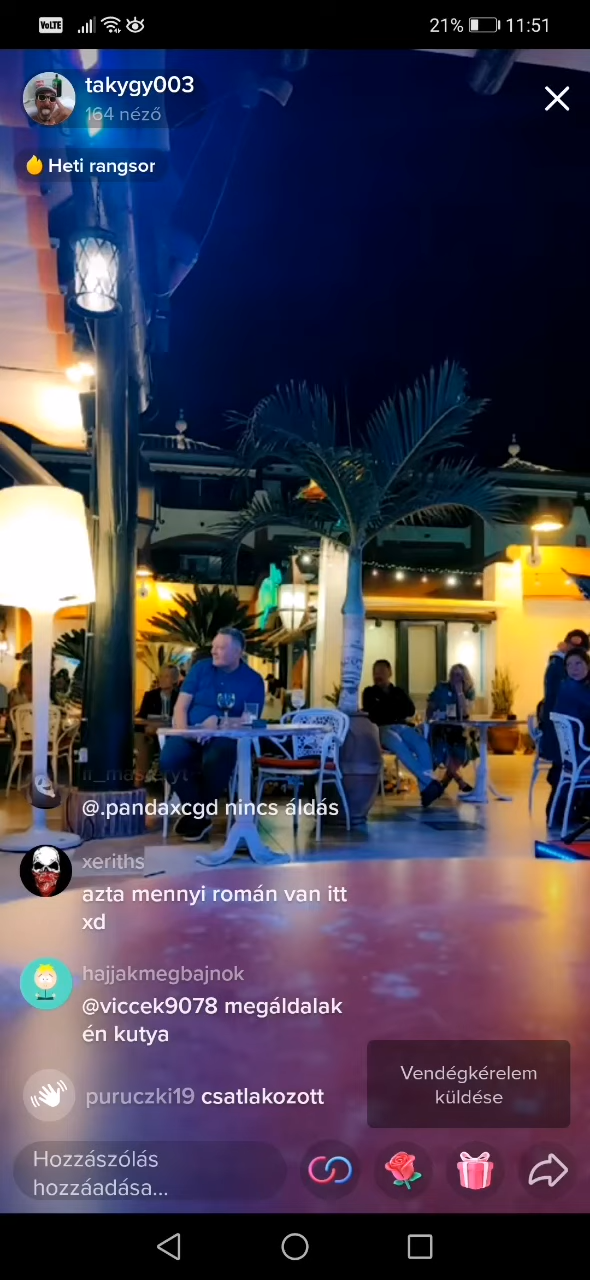 VoLTE
21% 11:51
takygy003
164 néző
Heti rangsor
@.pandaxcgd nincs áldás
xeriths
azta mennyi román van itt
xd
hajjakmegbajnok
@viccek9078 megáldalak
én kutya
puruczki19 csatlakozott
Vendégkérelem
küldése
Hozzászólás
hozzáadása...